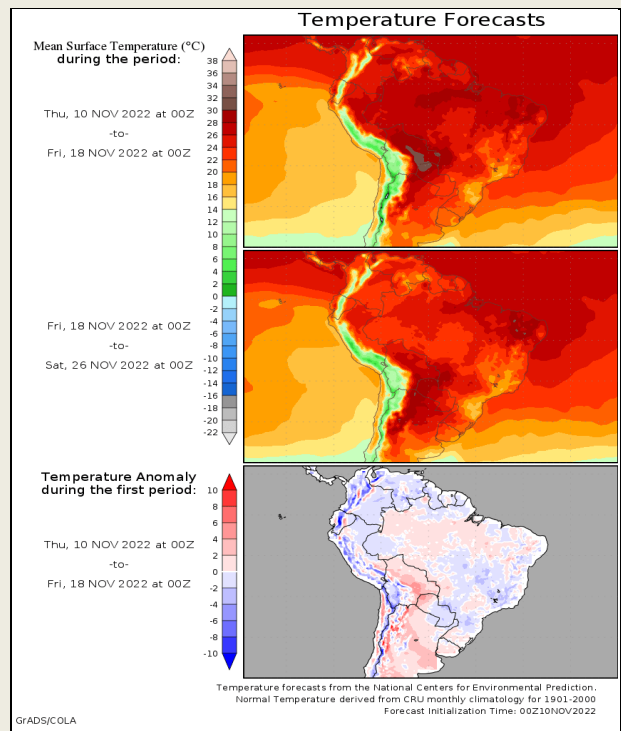 Temperature Forecasts
Mean Surface Temperature (°C)
during the period:
Thu, 10 NOV 2022 at 00Z
-to-
Fri, 18 NOV 2022 at 00Z
38
36
34
32
30
28
26
24
22
20
18
16
14
12
10
8
6
4
2
0
-2
-4
-6
-8
-10
-12
-14
-16
-18
-20
-22
Fri, 18 NOV 2022 at 00Z
-to-
Sat, 26 NOV 2022 at 00Z
Temperature Anomaly
during the first period:
Thu, 10 NOV 2022 at 00Z
-to-
Fri, 18 NOV 2022 at 00Z
10
8
6
4
2
0
-2
-4
-6
-8
-10
Temperature forecasts from the National Centers for Environmental Prediction.
Normal Temperature derived from CRU monthly climatology for 1901-2000
Forecast Initialization Time: 00Z10NOV2022
GrADS/COLA